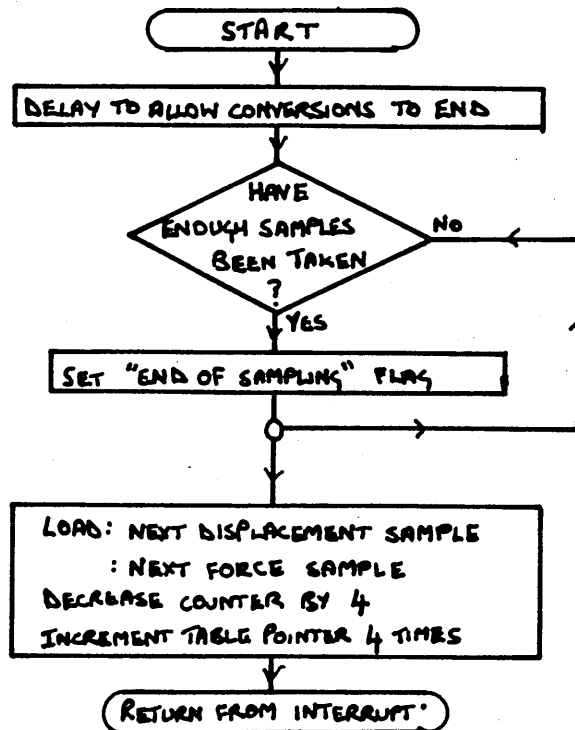 START
DELAY TO ALLOW CONVERSIONS TO END
HAVE
ENOUGH SAMPLES
BEEN TAKEN
?
NO
YES
SET "END OF SAMPLING" FLAG
LOAD: NEXT DISPLACEMENT SAMPLE
: NEXT FORCE SAMPLE
DECREASE COUNTER BY 4
INCREMENT TABLE POINTER 4 TIMES
RETURN FROM INTERRUPT.